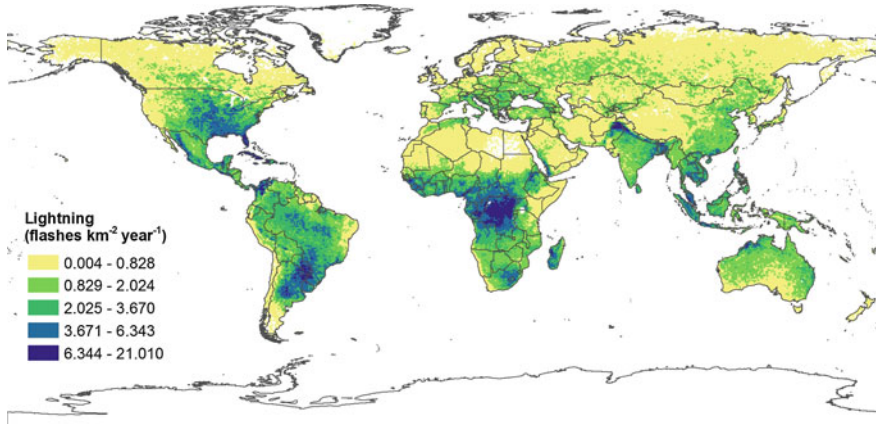 Lightning
(flashes km⁻² year⁻¹)
0.004 - 0.828
0.829 - 2.024
2.025 - 3.670
3.671 - 6.343
6.344 - 21.010